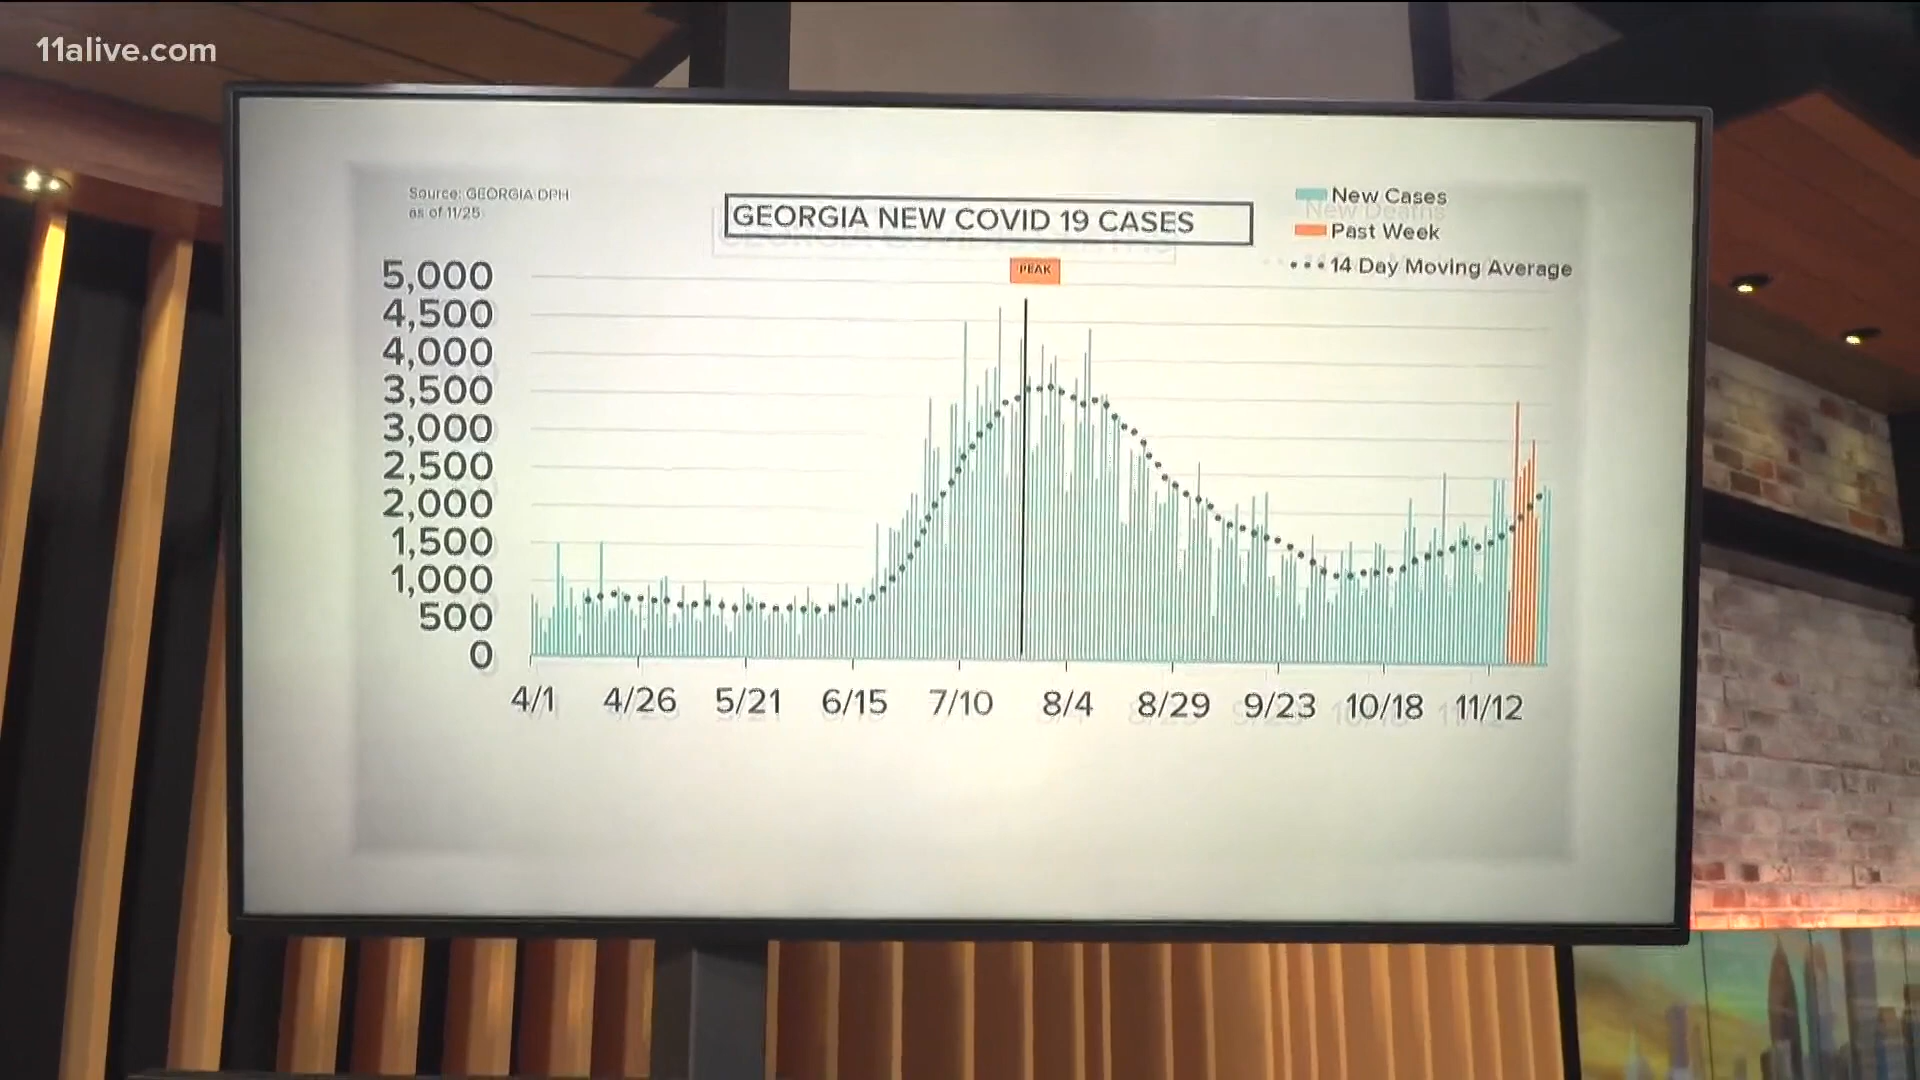 11alive.com
Source: GEORGIA DPH
as of 11/25
GEORGIA NEW COVID 19 CASES
New Cases
New Deaths
Past Week
14 Day Moving Average
PEAK
5,000
4,500
4,000
3,500
3,000
2,500
2,000
1,500
1,000
500
0
4/1 4/26 5/21 6/15 7/10 8/4 8/29 9/23 10/18 11/12